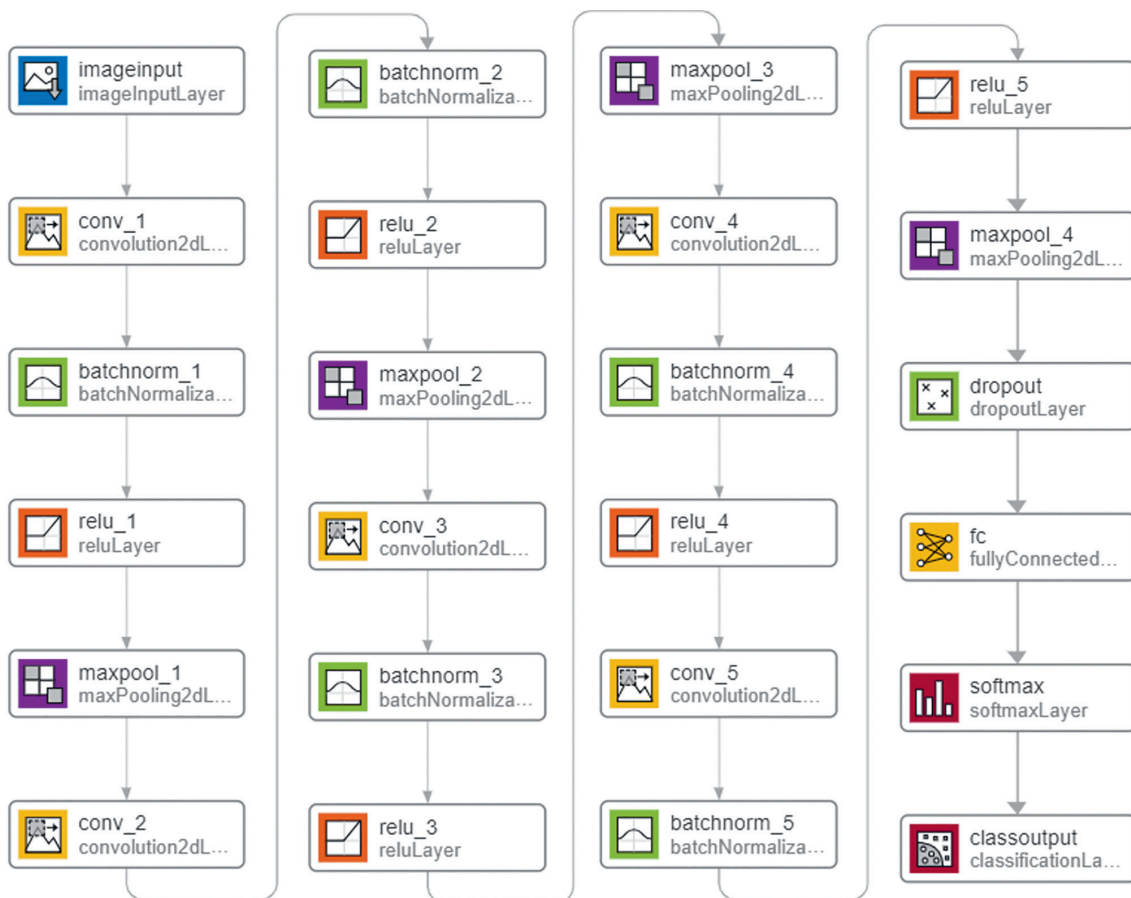 imageinput
imageInputLayer
conv_1
convolution2dL...
batchnorm_1
batchNormaliza...
relu_1
reluLayer
maxpool_1
maxPooling2dL...
conv_2
convolution2dL...
batchnorm_2
batchNormaliza...
relu_2
reluLayer
maxpool_2
maxPooling2dL...
conv_3
convolution2dL...
batchnorm_3
batchNormaliza...
relu_3
reluLayer
maxpool_3
maxPooling2dL...
conv_4
convolution2dL...
batchnorm_4
batchNormaliza...
relu_4
reluLayer
conv_5
convolution2dL...
batchnorm_5
batchNormaliza...
relu_5
reluLayer
maxpool_4
maxPooling2dL...
dropout
dropoutLayer
fc
fullyConnected...
softmax
softmaxLayer
classoutput
classificationLa...